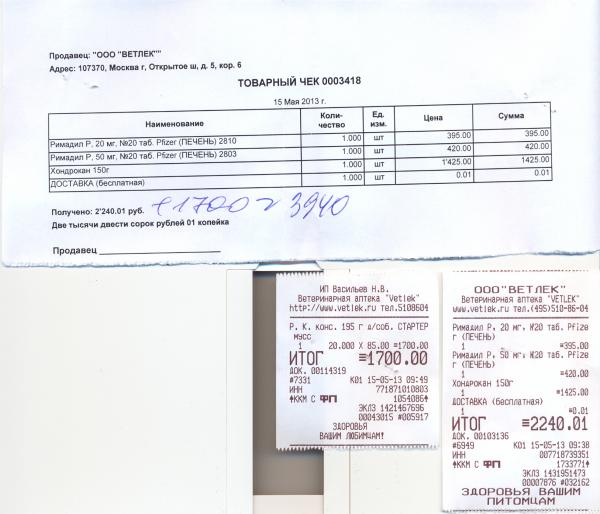 Продавец: "ООО "ВЕТЛЕК""
Адрес: 107370, Москва г, Открытое ш, д. 5, кор. 6
ТОВАРНЫЙ ЧЕК 0003418
15 Мая 2013 г.
Наименование Коли-чество Ед. изм. Цена Сумма
Римадил Р, 20 мг, №20 таб. Pfizer (ПЕЧЕНЬ) 2810 1.000 шт 395.00 395.00
Римадил Р, 50 мг, №20 таб. Pfizer (ПЕЧЕНЬ) 2803 1.000 шт 420.00 420.00
Хондрокан 150г 1.000 шт 1'425.00 1425.00
ДОСТАВКА (бесплатная) 1.000 шт 0.01 0.01
Получено: 2'240.01 руб. +1700 = 3940
Две тысячи двести сорок рублей 01 копейка
Продавец
ИП Васильев Н.В.
Ветеринарная аптека "Vetlek"
http://www.vetlek.ru тел.5108604
Р. К. конс. 195 г д/соб. СТАРТЕР
мусс
1 20.000 X 85.00 =1700.00
ИТОГ =1700.00
ДОК. 00114319
#7331 К01 15-05-13 09:49
ИНН 771871010803
ККМ С ФП 1054086
ЭКЛЗ 1421467696
00043015 #005917
ЗДОРОВЬЯ
ВАШИМ ЛЮБИМЦАМ!
ООО"ВЕТЛЕК"
Ветеринарная аптека "VETLEK"
www.vetlek.ru тел.(495)510-86-04
Римадил Р, 20 мг, №20 таб. Pfize
r (ПЕЧЕНЬ)
1 =395.00
Римадил Р, 50 мг, №20 таб. Pfize
r (ПЕЧЕНЬ)
1 =420.00
Хондрокан 150г
1 =1425.00
ДОСТАВКА (бесплатная)
1 =0.01
ИТОГ =2240.01
ДОК. 00103136
#6949 К01 15-05-13 09:38
ИНН 007718739351
ККМ С ФП 1733771
ЭКЛЗ 1431951473
00007876 #032162
ЗДОРОВЬЯ ВАШИМ
ПИТОМЦАМ